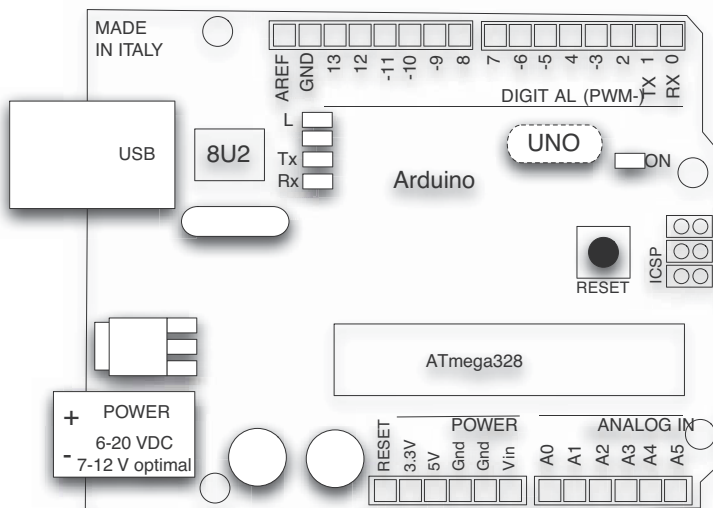 MADE
IN ITALY
AREF
GND
13
12
-11
-10
-9
8
7
-6
-5
4
-3
2
TX 1
RX 0
DIGIT AL (PWM-)
L
Tx
Rx
USB
8U2
UNO
ON
Arduino
ICSP
RESET
ATmega328
POWER
ANALOG IN
RESET
3.3V
5V
Gnd
Gnd
Vin
A0
A1
A2
A3
A4
A5
+ POWER
6-20 VDC
- 7-12 V optimal